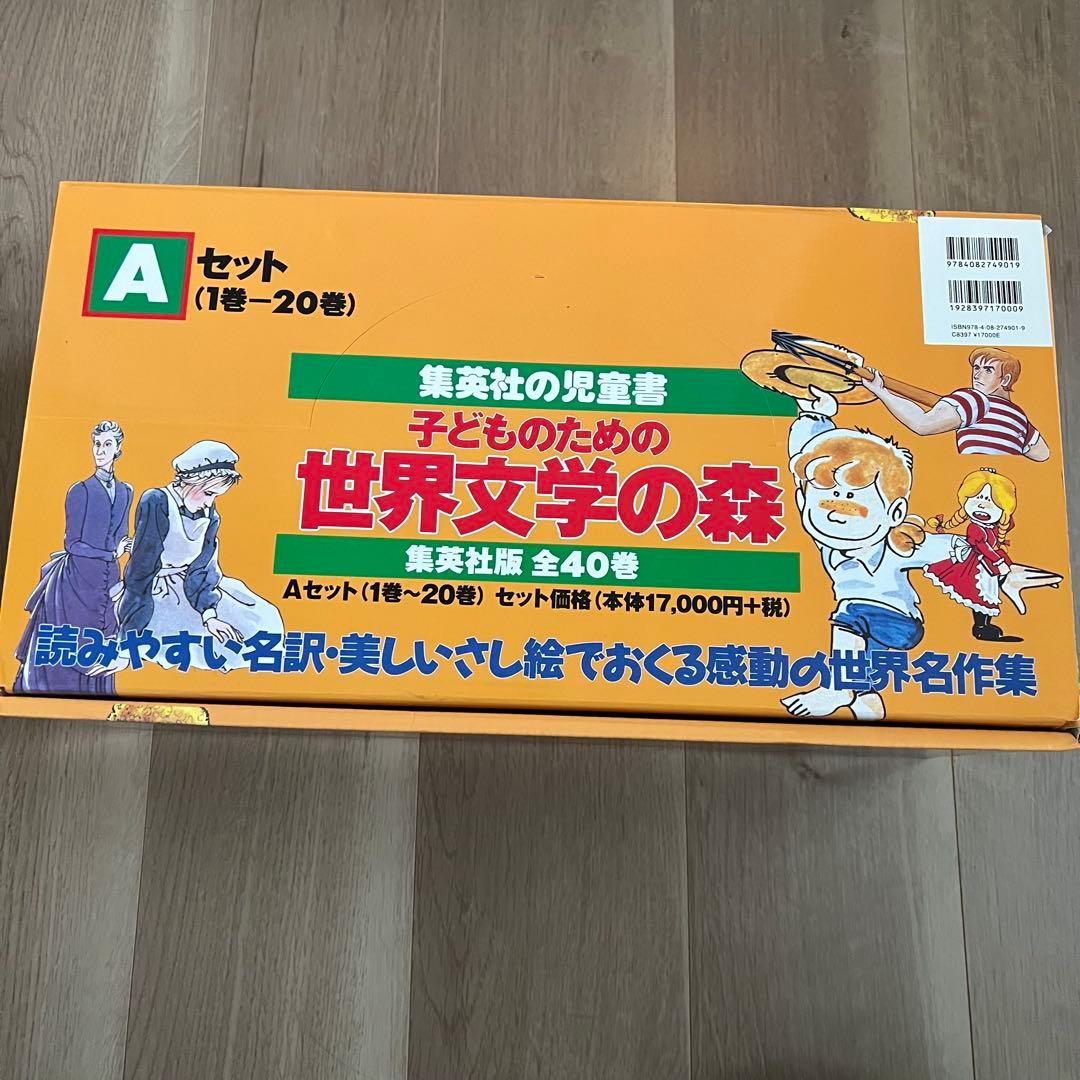 A
セット
(1巻−20巻)
9784082749019
1928397170009
ISBN978-4-08-274901-9
C8397 ¥17000E
集英社の児童書
子どものための
世界文学の森
集英社版 全40巻
Aセット(1巻〜20巻) セット価格(本体17,000円+税)
読みやすい名訳・美しいさし絵でおくる感動の世界名作集